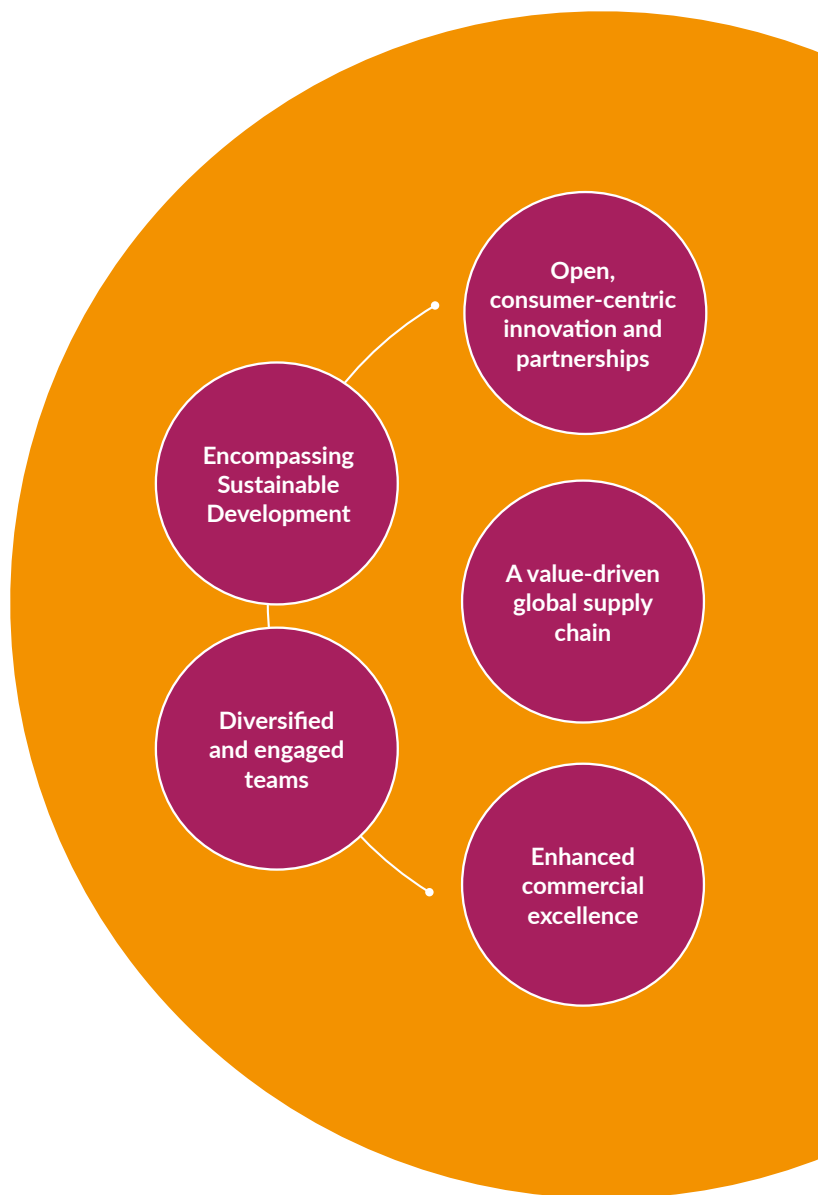 Open,
consumer-centric
innovation and
partnerships
Encompassing
Sustainable
Development
A value-driven
global supply
chain
Diversified
and engaged
teams
Enhanced
commercial
excellence